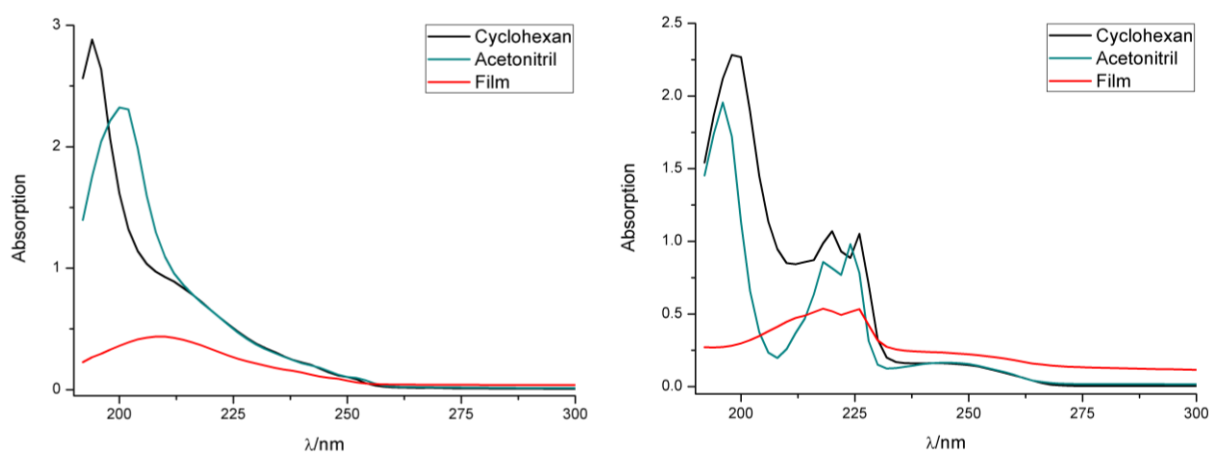 3
2
1
0
Absorption
200
225
250
275
300
λ/nm
Cyclohexan
Acetonitril
Film
2.5
2.0
1.5
1.0
0.5
0.0
Absorption
200
225
250
275
300
λ/nm
Cyclohexan
Acetonitril
Film